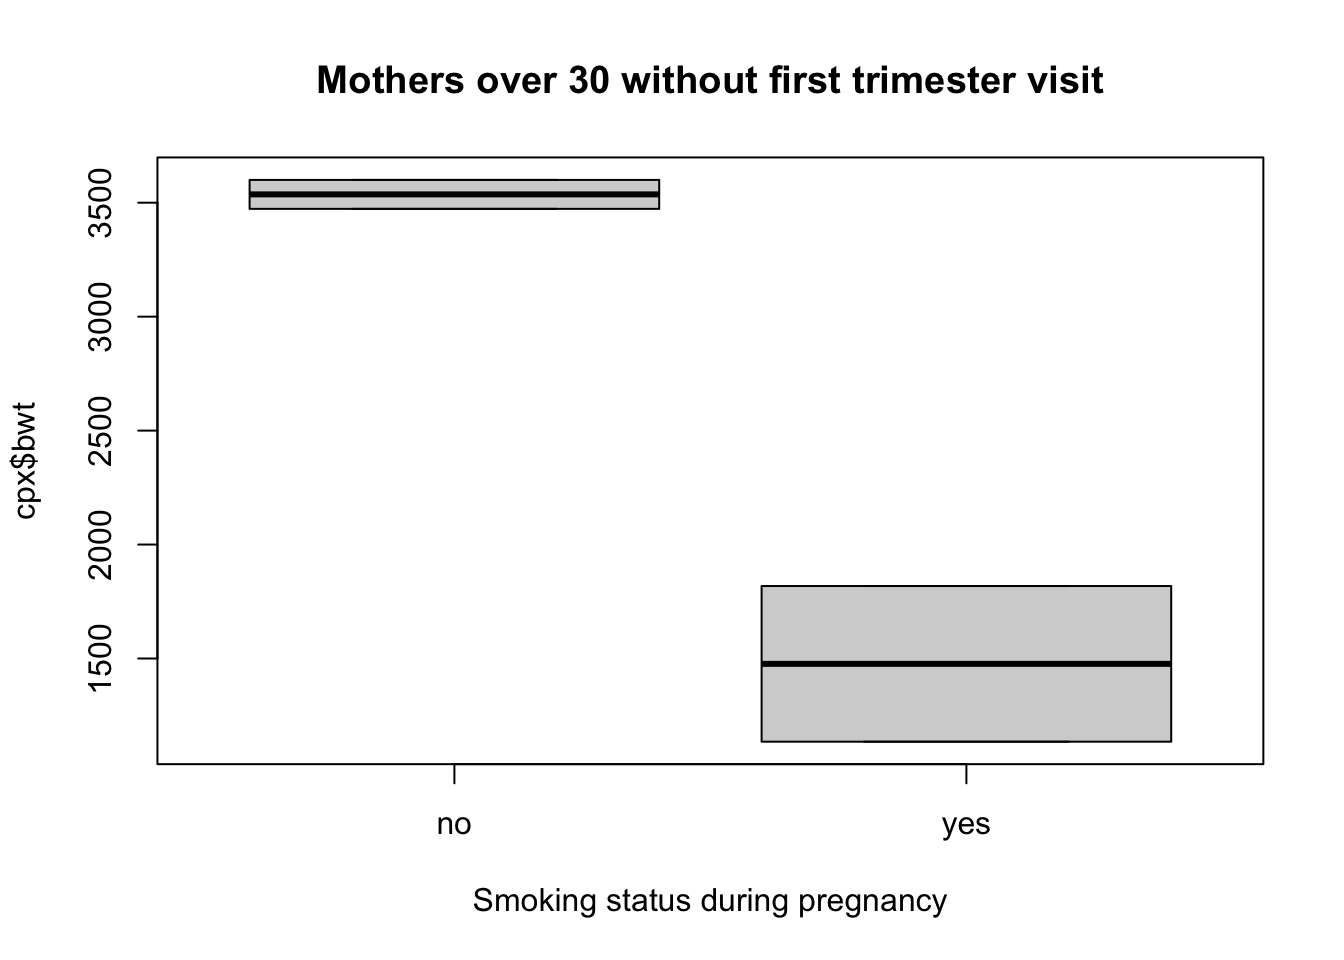 Mothers over 30 without first trimester visit
cpx$bwt
3500
3000
2500
2000
1500
no
yes
Smoking status during pregnancy